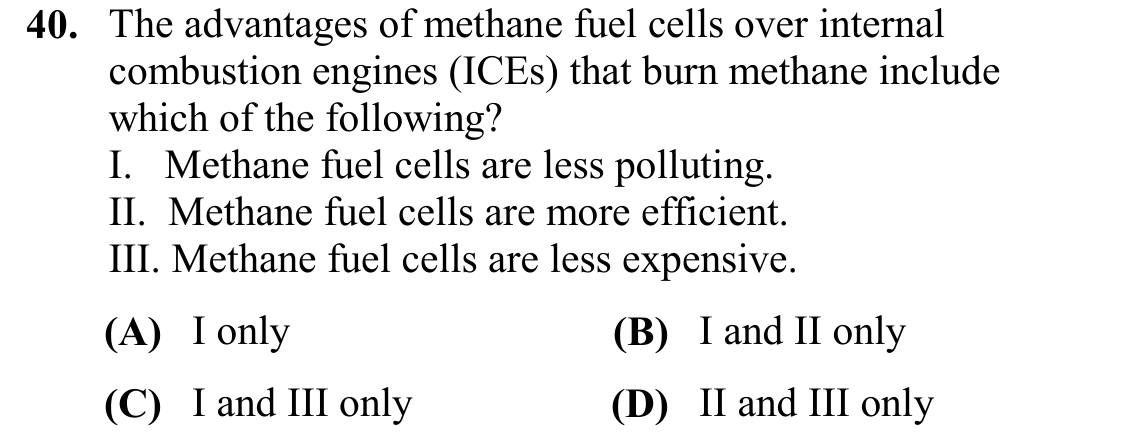 40. The advantages of methane fuel cells over internal
combustion engines (ICEs) that burn methane include
which of the following?
I. Methane fuel cells are less polluting.
II. Methane fuel cells are more efficient.
III. Methane fuel cells are less expensive.
(A) I only (B) I and II only
(C) I and III only (D) II and III only